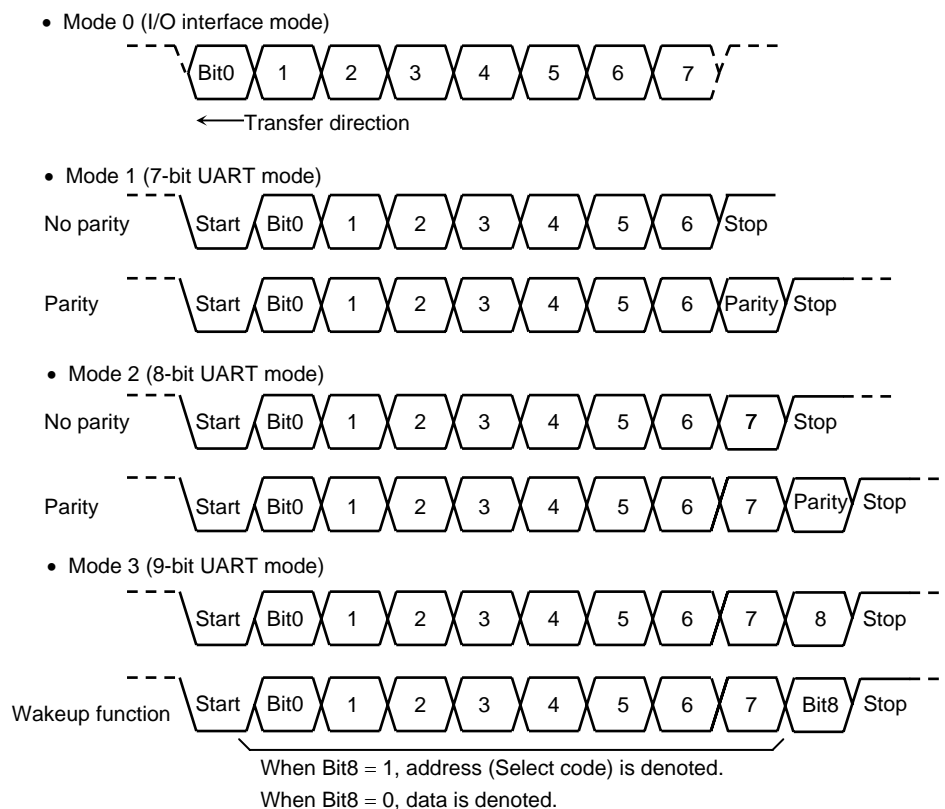 • Mode 0 (I/O interface mode)
Bit0 1 2 3 4 5 6 7
Transfer direction
• Mode 1 (7-bit UART mode)
No parity Start Bit0 1 2 3 4 5 6 Stop
Parity Start Bit0 1 2 3 4 5 6 Parity Stop
• Mode 2 (8-bit UART mode)
No parity Start Bit0 1 2 3 4 5 6 7 Stop
Parity Start Bit0 1 2 3 4 5 6 7 Parity Stop
• Mode 3 (9-bit UART mode)
Start Bit0 1 2 3 4 5 6 7 8 Stop
Wakeup function Start Bit0 1 2 3 4 5 6 7 Bit8 Stop
When Bit8 = 1, address (Select code) is denoted.
When Bit8 = 0, data is denoted.